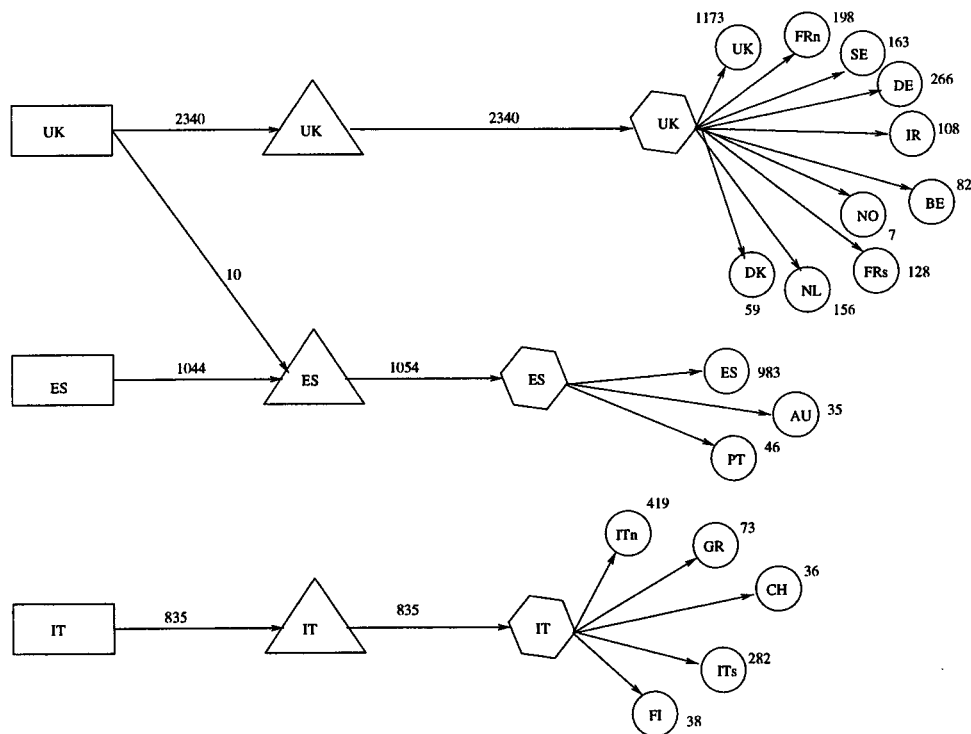 1173
UK
198
FRn
163
SE
266
DE
UK
2340
UK
2340
UK
IR
108
82
BE
NO
7
10
DK
59
NL
156
FRs
128
ES
1044
ES
1054
ES
ES
983
AU
35
46
PT
419
ITn
73
GR
36
CH
IT
835
IT
835
IT
282
ITs
FI
38